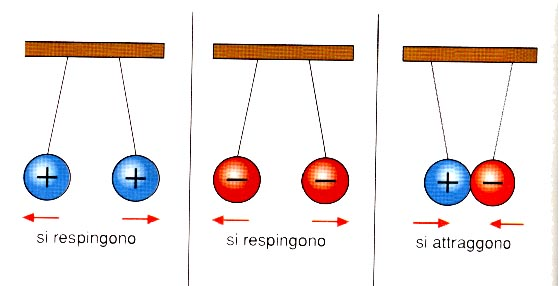 + +
si respingono
− −
si respingono
+ −
si attraggono